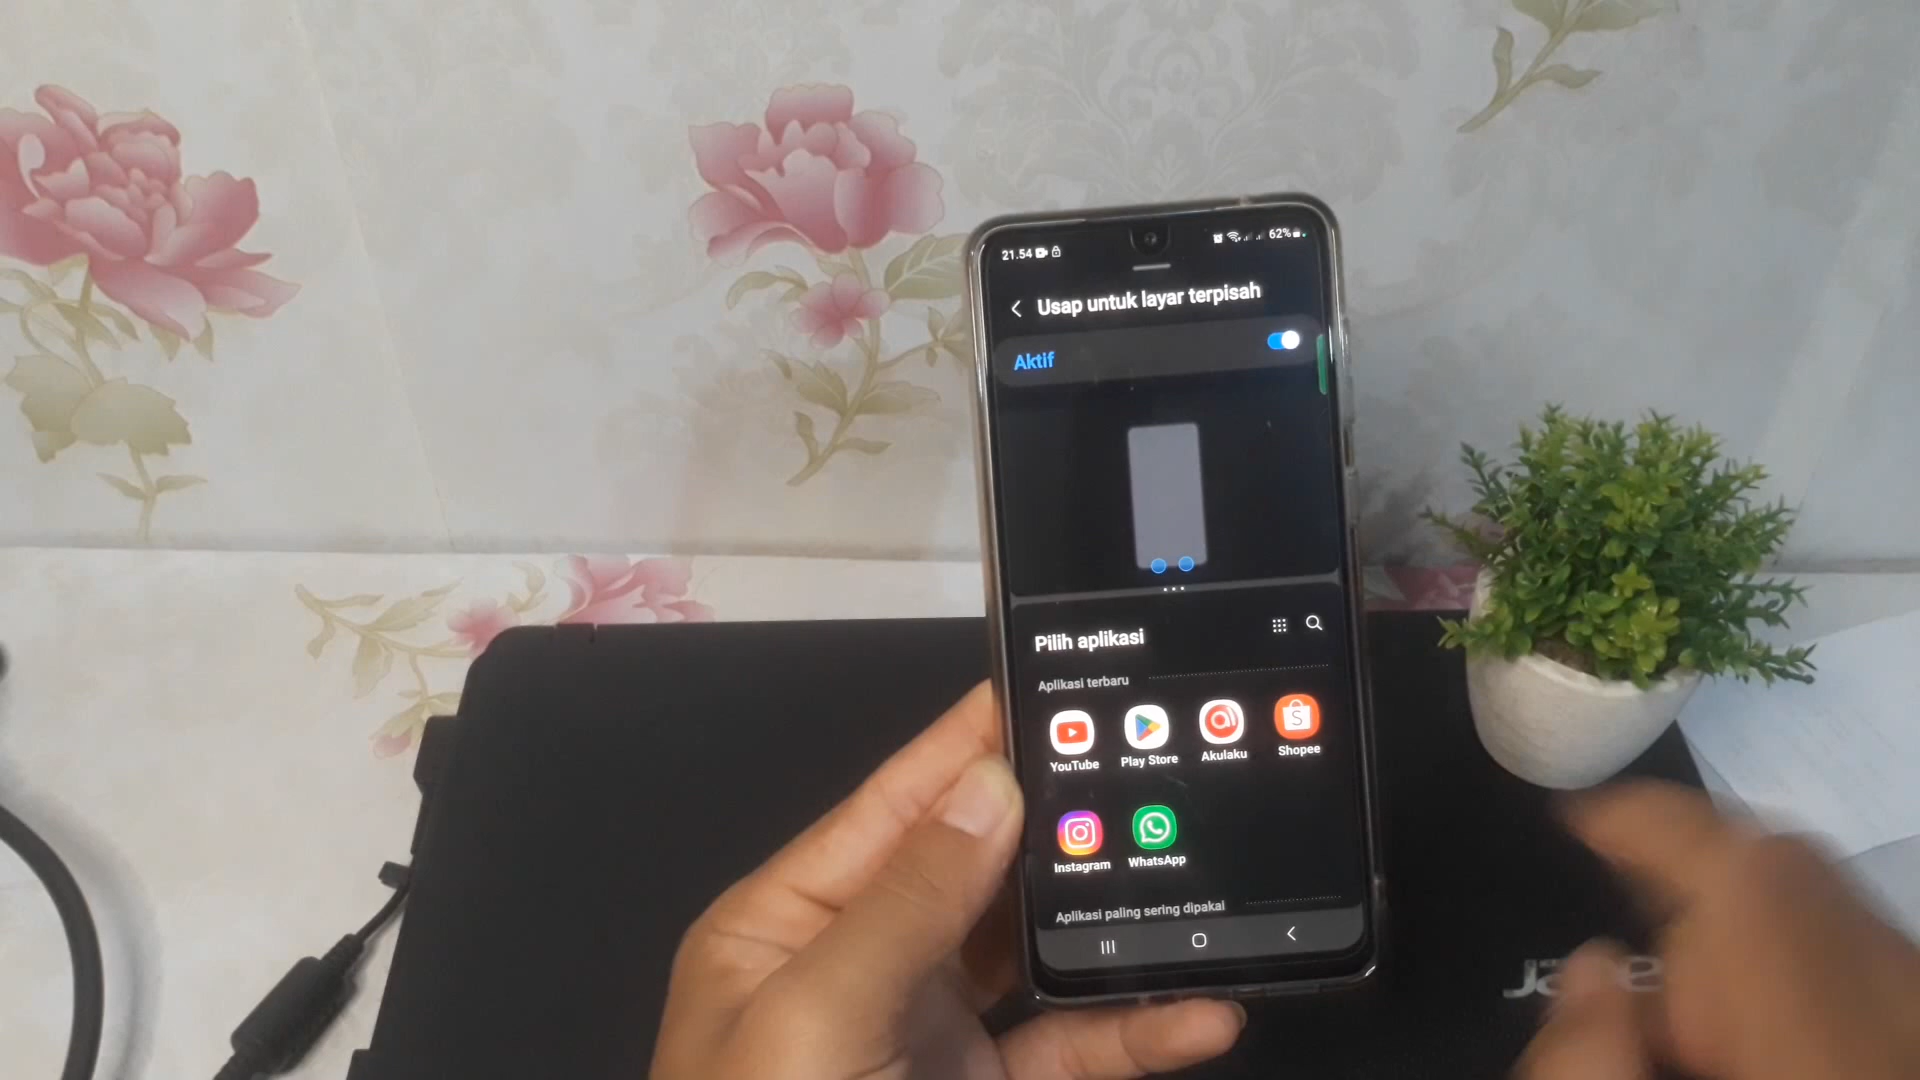 21.54
62%
Usap untuk layar terpisah
Aktif
Pilih aplikasi
Aplikasi terbaru
YouTube
Play Store
Akulaku
Shopee
Instagram
WhatsApp
Aplikasi paling sering dipakai